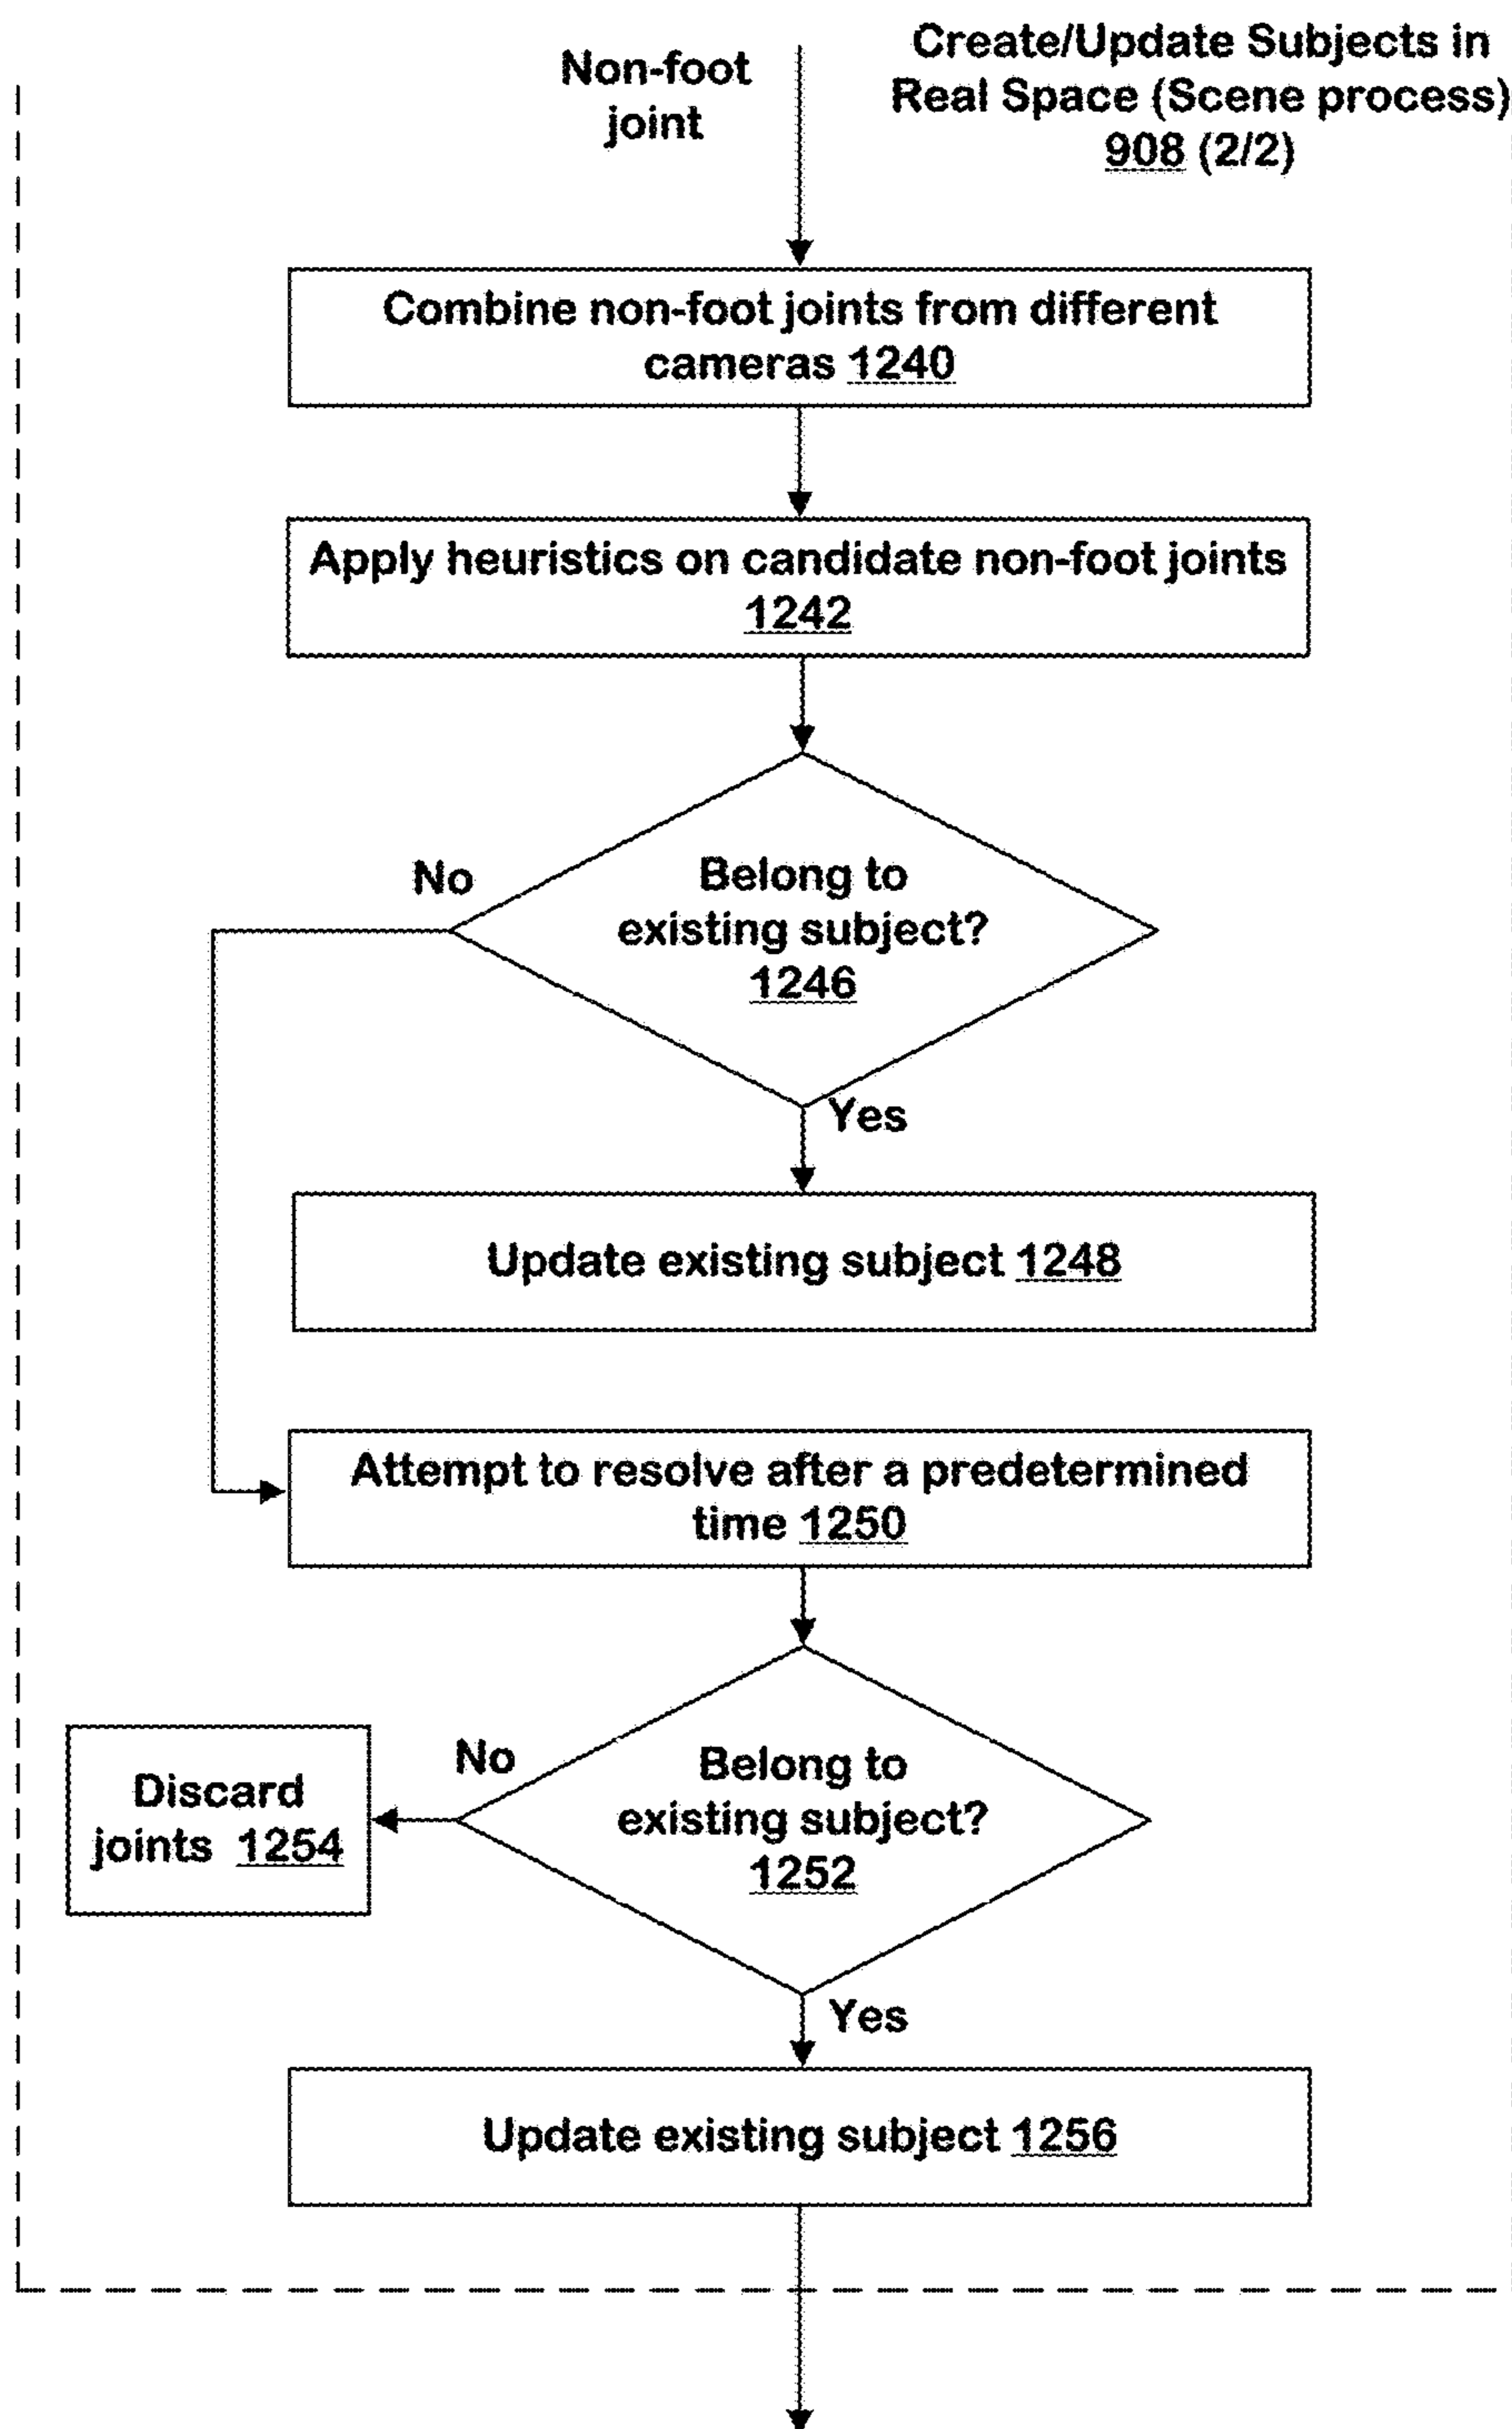 Non-foot
joint
Create/Update Subjects in
Real Space (Scene process)
908 (2/2)
Combine non-foot joints from different
cameras 1240
Apply heuristics on candidate non-foot joints
1242
No
Belong to
existing subject?
1246
Yes
Update existing subject 1248
Attempt to resolve after a predetermined
time 1250
Discard
joints 1254
No
Belong to
existing subject?
1252
Yes
Update existing subject 1256